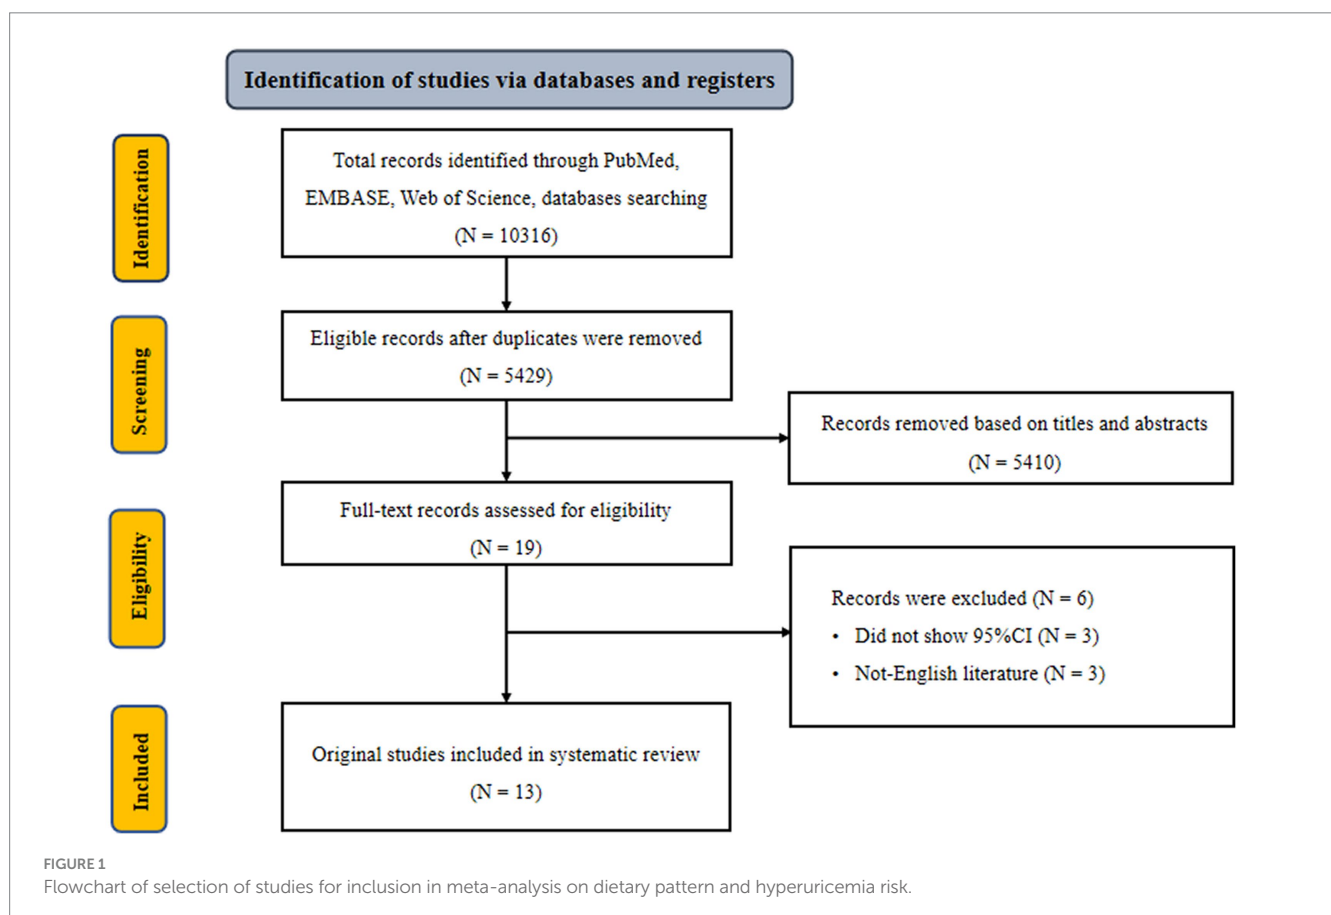 Identification of studies via databases and registers
Identification
Total records identified through PubMed,
EMBASE, Web of Science, databases searching
(N = 10316)
Screening
Eligible records after duplicates were removed
(N = 5429)
Records removed based on titles and abstracts
(N = 5410)
Eligibility
Full-text records assessed for eligibility
(N = 19)
Records were excluded (N = 6)
• Did not show 95%CI (N = 3)
• Not-English literature (N = 3)
Included
Original studies included in systematic review
(N = 13)
FIGURE 1
Flowchart of selection of studies for inclusion in meta-analysis on dietary pattern and hyperuricemia risk.